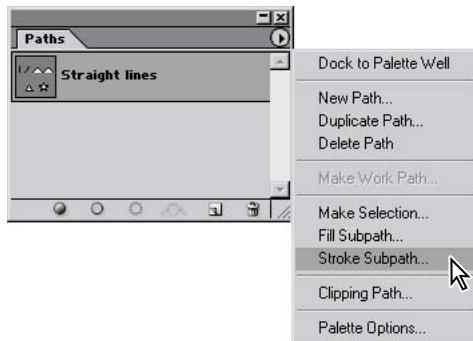 Paths
Straight lines
Dock to Palette Well
New Path...
Duplicate Path...
Delete Path
Make Work Path...
Make Selection...
Fill Subpath...
Stroke Subpath...
Clipping Path...
Palette Options...